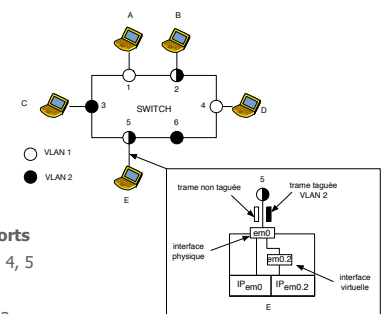 A
B
C
3
1
2
SWITCH
4
D
5
6
VLAN 1
VLAN 2
E
5
trame non taguée
trame taguée
VLAN 2
em0
interface
physique
em0.2
interface
virtuelle
IPem0
IPem0.2
E
orts
4, 5